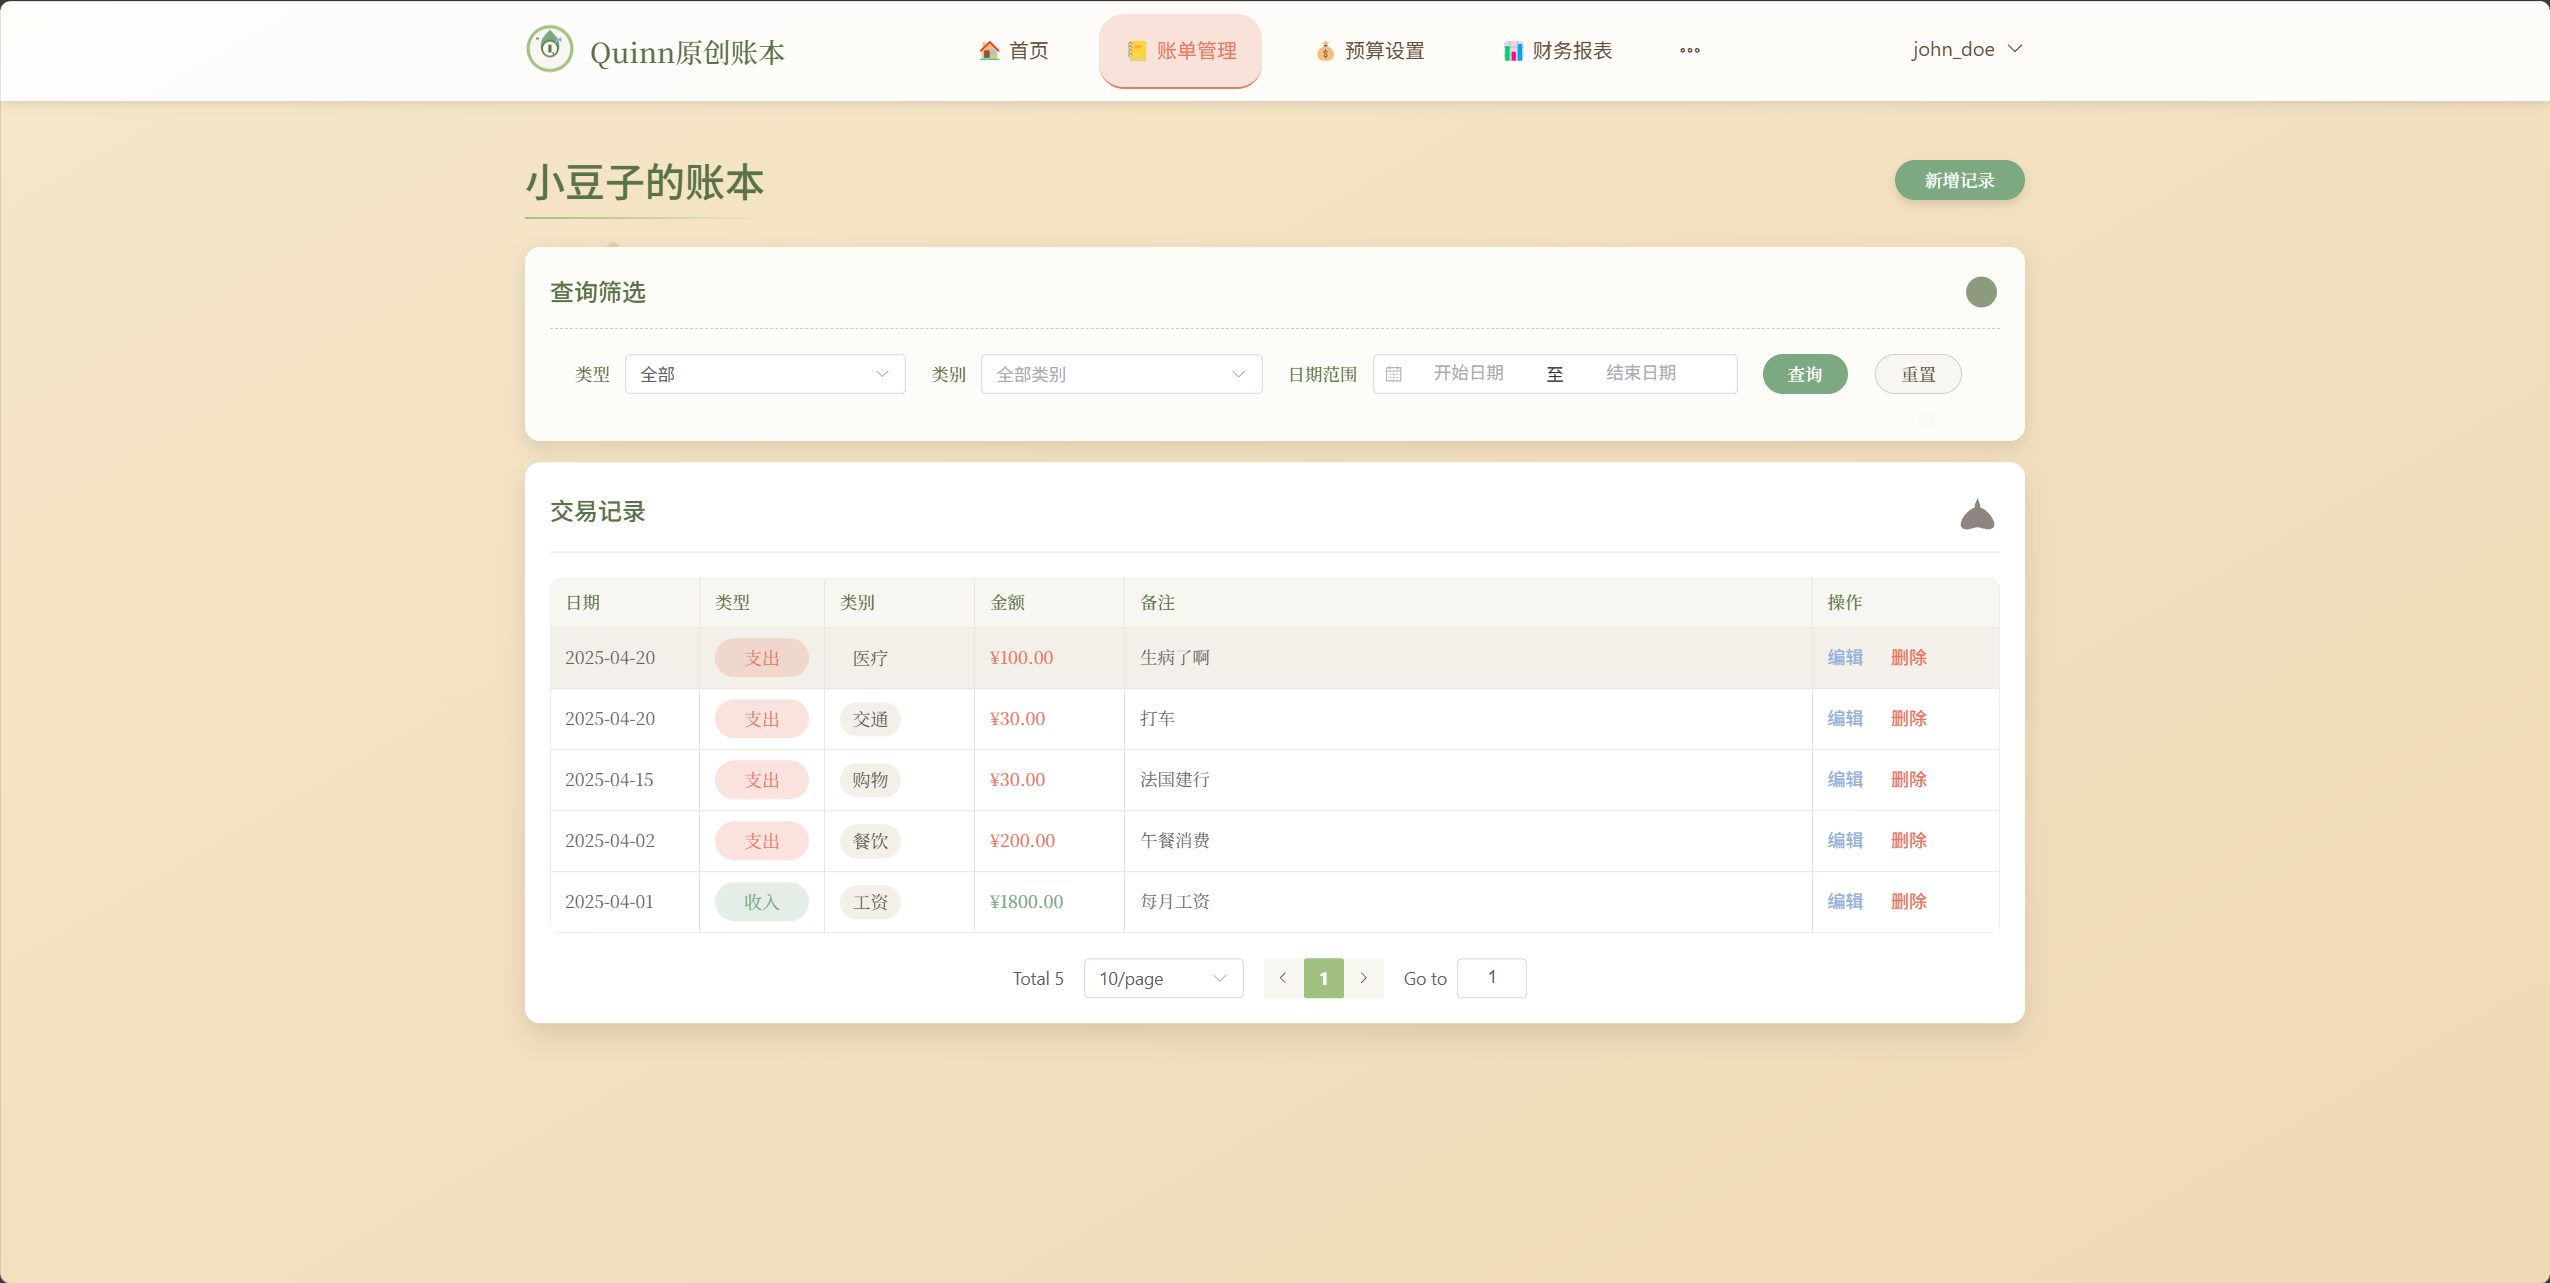 Quinn原创账本
首页
账单管理
预算设置
财务报表
john_doe
小豆子的账本
新增记录
查询筛选
类型 全部 类别 全部类别 日期范围 开始日期 至 结束日期 查询 重置
交易记录
日期 类型 类别 金额 备注 操作
2025-04-20 支出 医疗 ¥100.00 生病了啊 编辑 删除
2025-04-20 支出 交通 ¥30.00 打车 编辑 删除
2025-04-15 支出 购物 ¥30.00 法国建行 编辑 删除
2025-04-02 支出 餐饮 ¥200.00 午餐消费 编辑 删除
2025-04-01 收入 工资 ¥1800.00 每月工资 编辑 删除
Total 5 10/page 1 Go to 1